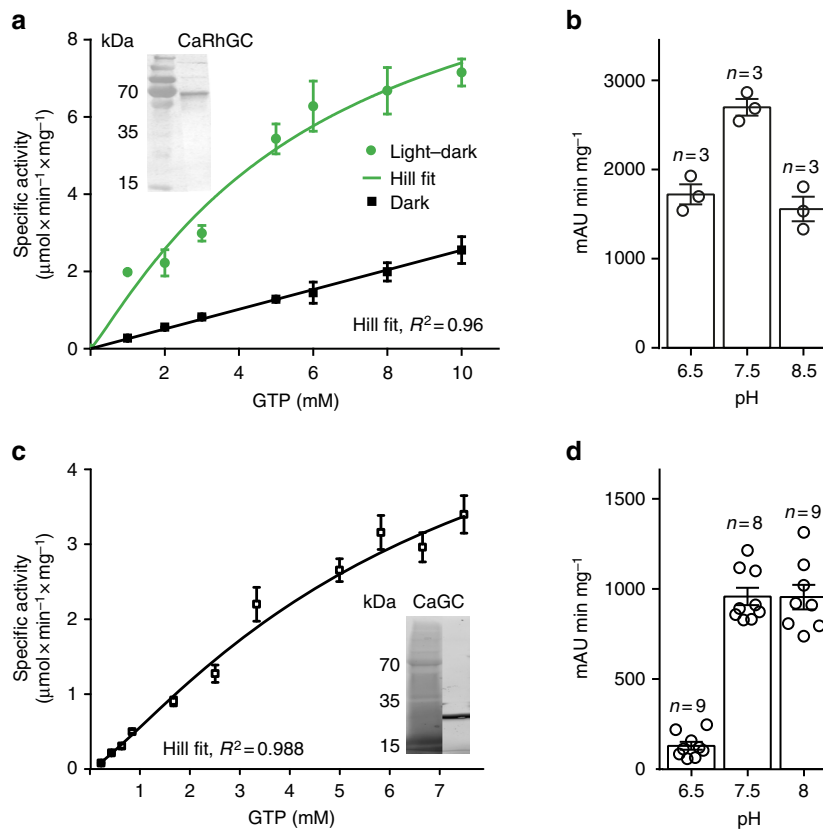 a
kDa
CaRhGC
70
35
15
8
6
4
2
0
Specific activity
(μmol×min⁻¹×mg⁻¹)
Light–dark
Hill fit
Dark
Hill fit, R²=0.96
2 4 6 8 10
GTP (mM)
b
3000
2000
1000
0
mAU min mg⁻¹
n=3
n=3
n=3
6.5 7.5 8.5
pH
c
4
3
2
1
0
Specific activity
(μmol×min⁻¹×mg⁻¹)
kDa
CaGC
70
35
15
Hill fit, R²=0.988
1 2 3 4 5 6 7
GTP (mM)
d
1500
1000
500
0
mAU min mg⁻¹
n=9
n=8
n=9
6.5 7.5 8
pH